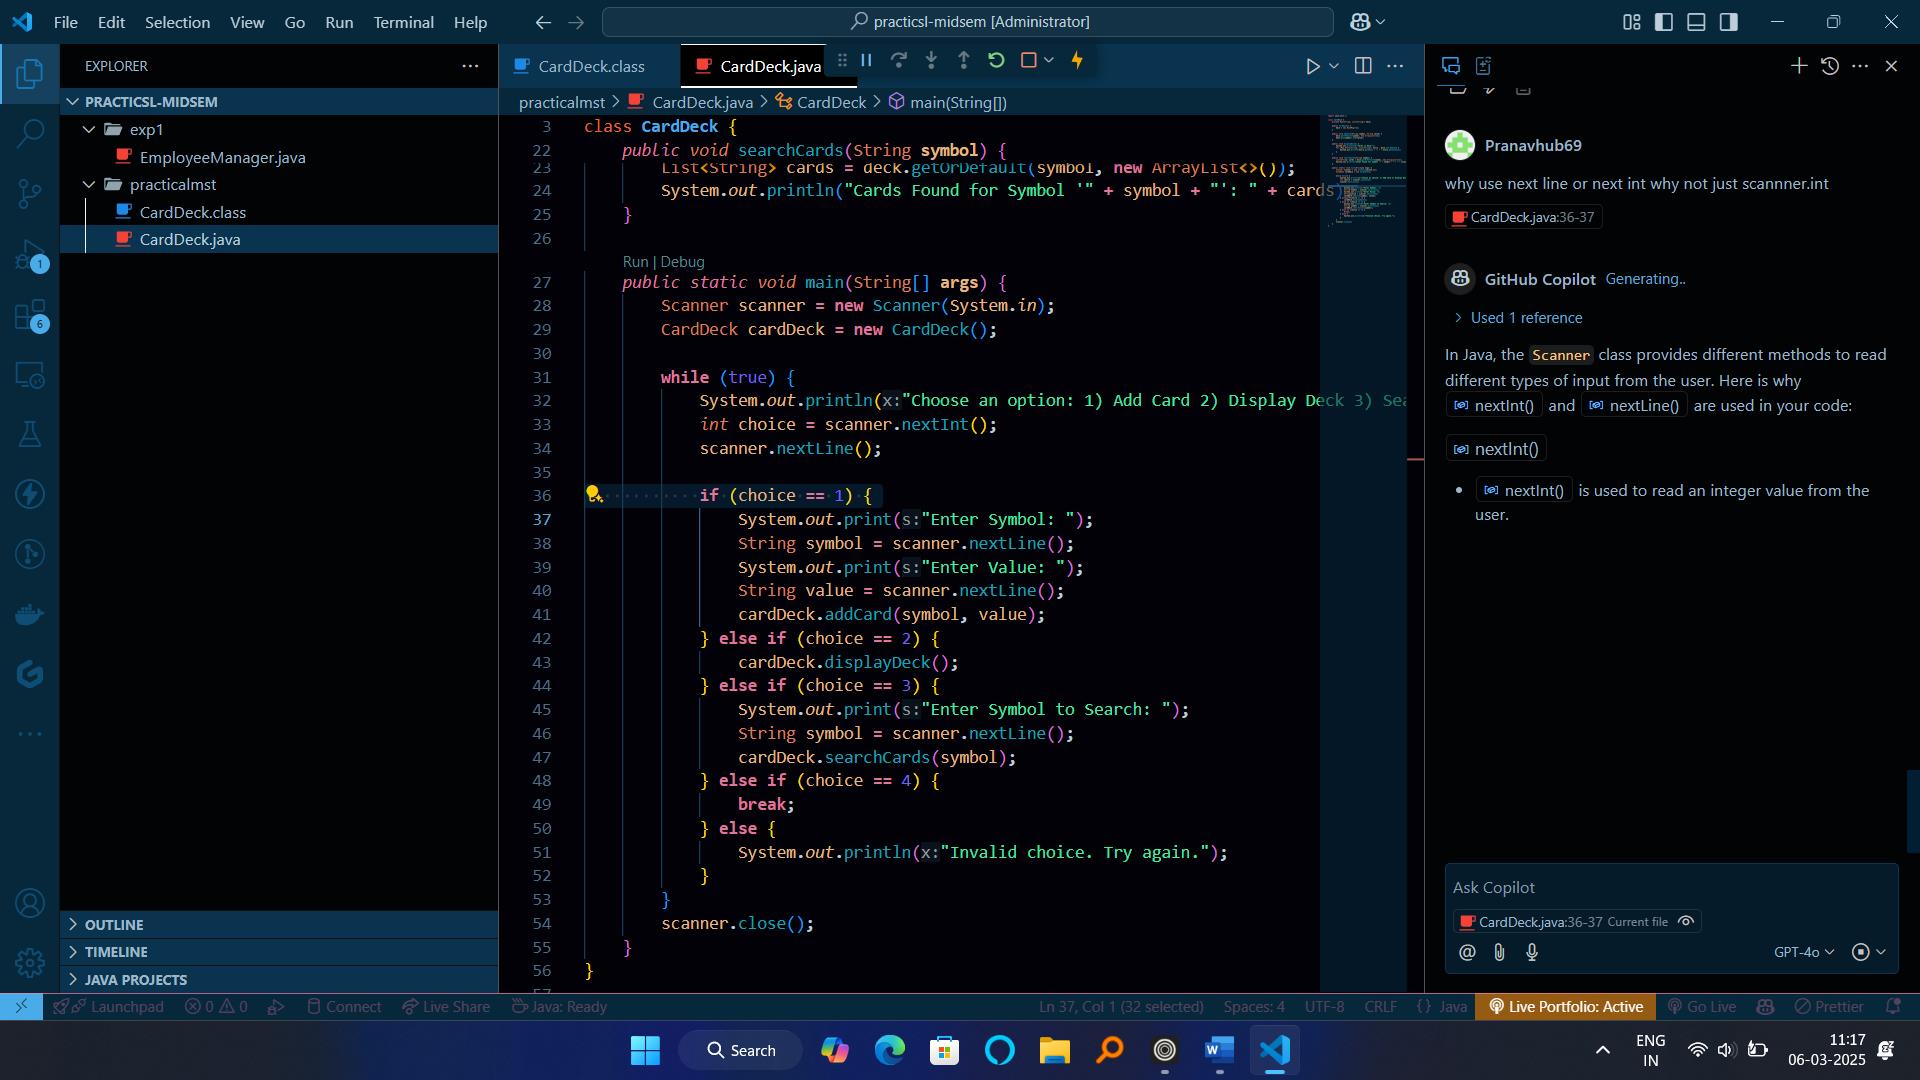 File Edit Selection View Go Run Terminal Help
practicsl-midsem [Administrator]
EXPLORER
PRACTICSL-MIDSEM
exp1
EmployeeManager.java
practicalmst
CardDeck.class
CardDeck.java
OUTLINE
TIMELINE
JAVA PROJECTS
1
6
CardDeck.class
CardDeck.java
practicalmst > CardDeck.java > CardDeck > main(String[])
3 class CardDeck {
22 public void searchCards(String symbol) {
23 List<String> cards = deck.getOrDefault(symbol, new ArrayList<>());
24 System.out.println("Cards Found for Symbol '" + symbol + "': " + cards
25 }
26
Run | Debug
27 public static void main(String[] args) {
28 Scanner scanner = new Scanner(System.in);
29 CardDeck cardDeck = new CardDeck();
30
31 while (true) {
32 System.out.println(x:"Choose an option: 1) Add Card 2) Display Deck 3) Sea
33 int choice = scanner.nextInt();
34 scanner.nextLine();
35
36 if (choice == 1) {
37 System.out.print(s:"Enter Symbol: ");
38 String symbol = scanner.nextLine();
39 System.out.print(s:"Enter Value: ");
40 String value = scanner.nextLine();
41 cardDeck.addCard(symbol, value);
42 } else if (choice == 2) {
43 cardDeck.displayDeck();
44 } else if (choice == 3) {
45 System.out.print(s:"Enter Symbol to Search: ");
46 String symbol = scanner.nextLine();
47 cardDeck.searchCards(symbol);
48 } else if (choice == 4) {
49 break;
50 } else {
51 System.out.println(x:"Invalid choice. Try again.");
52 }
53 }
54 scanner.close();
55 }
56 }
57
Pranavhub69
why use next line or next int why not just scannner.int
CardDeck.java:36-37
GitHub Copilot Generating..
Used 1 reference
In Java, the Scanner class provides different methods to read
different types of input from the user. Here is why
nextInt() and nextLine() are used in your code:
nextInt()
• nextInt() is used to read an integer value from the
user.
Ask Copilot
CardDeck.java:36-37 Current file
GPT-4o
Launchpad 0 0 Connect Live Share Java: Ready Ln 37, Col 1 (32 selected) Spaces: 4 UTF-8 CRLF {} Java Live Portfolio: Active Go Live Prettier
Search
ENG
IN
11:17
06-03-2025